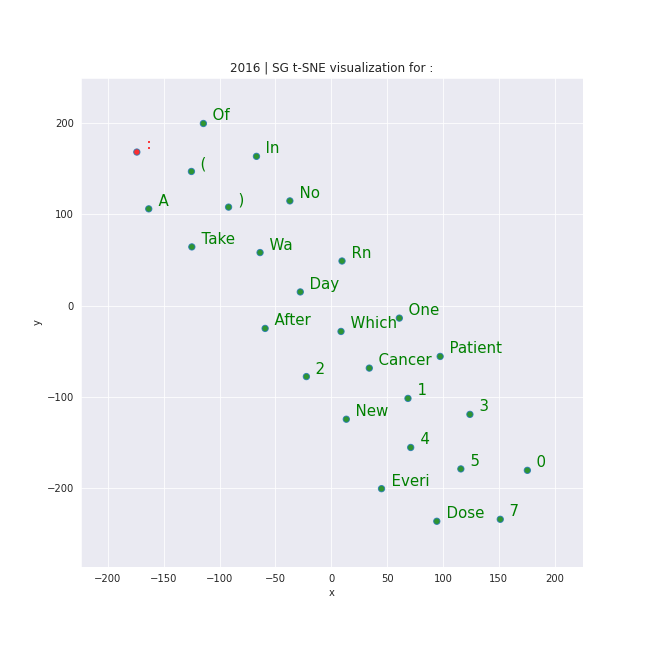 2016 | SG t-SNE visualization for :
Of
:
In
(
No
A
)
Take
Wa
Rn
Day
One
After
Which
Patient
Cancer
2
1
New
3
4
5
0
Everi
Dose
7
200
100
0
−100
−200
y
−200 −150 −100 −50 0 50 100 150 200
x